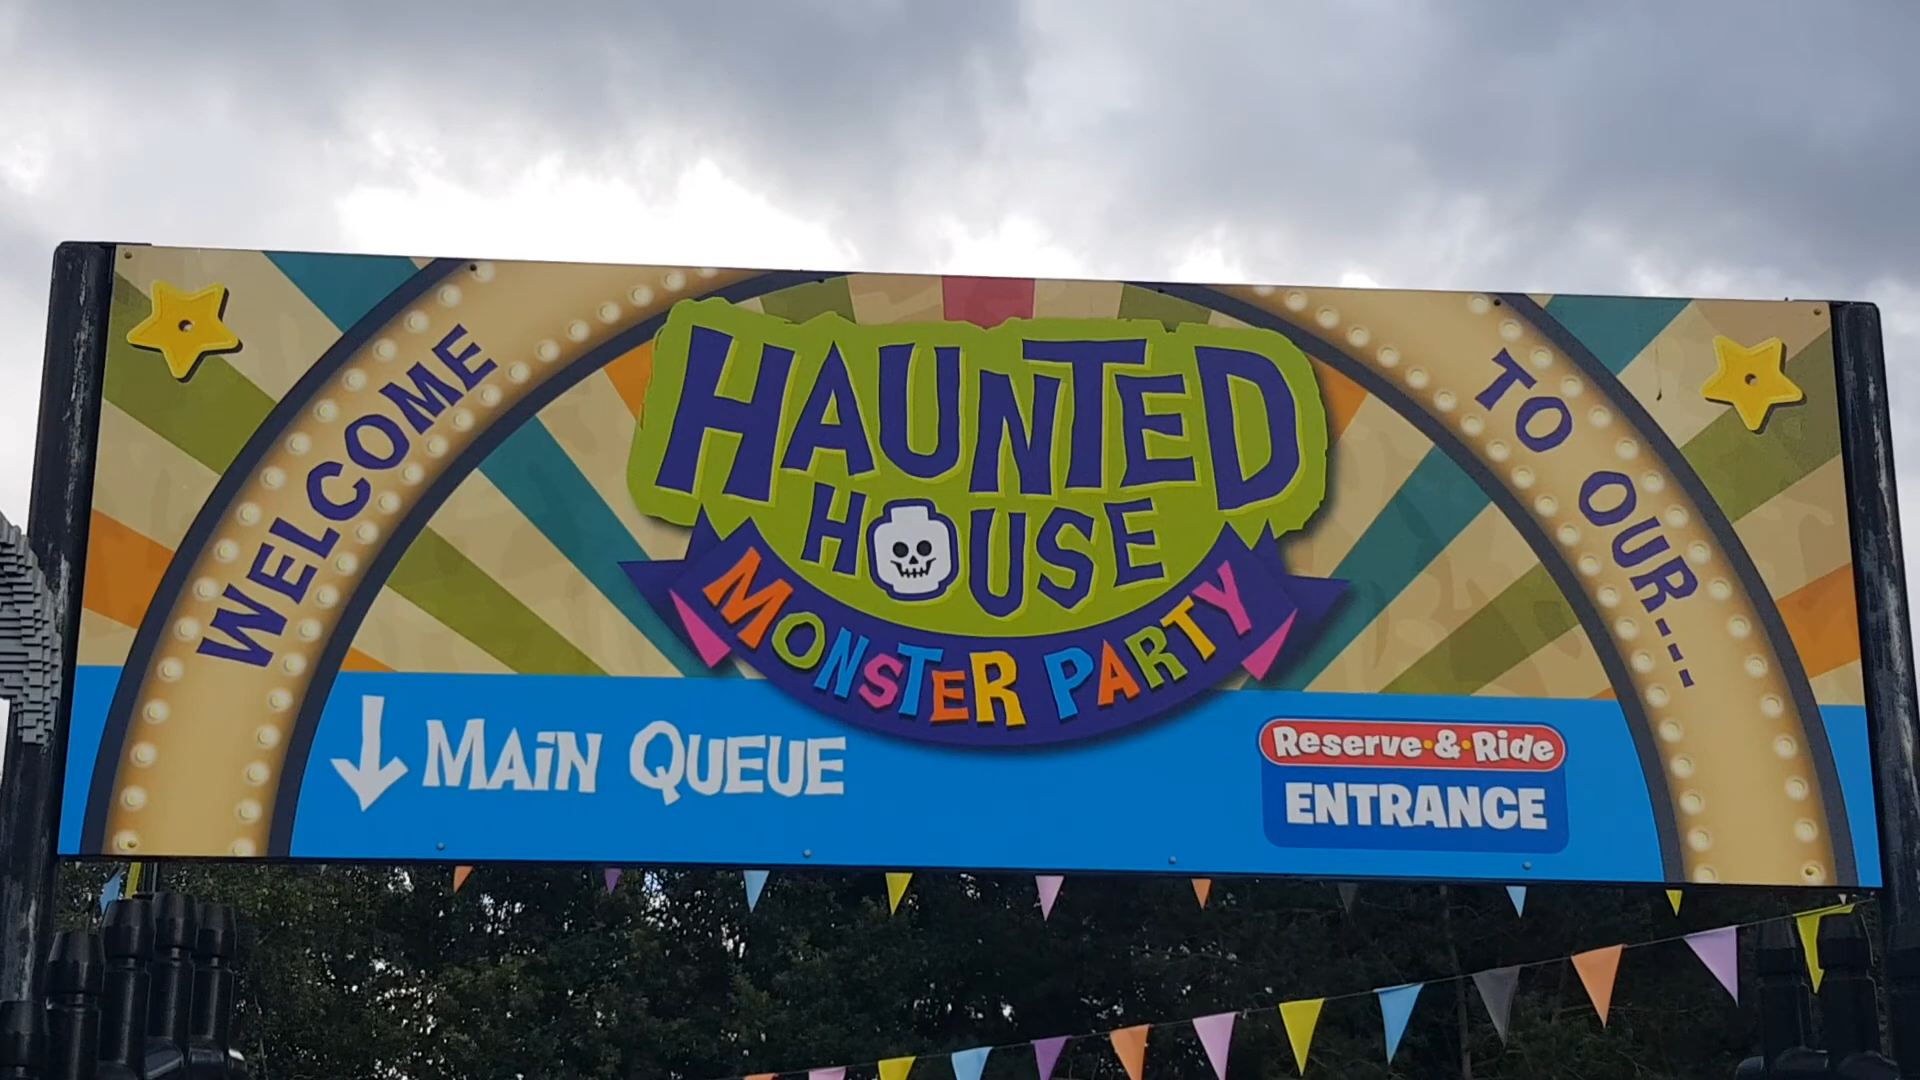 WELCOME
TO OUR...
HAUNTED
HOUSE
MONSTER PARTY
MAiN QUEUE
Reserve & Ride
ENTRANCE